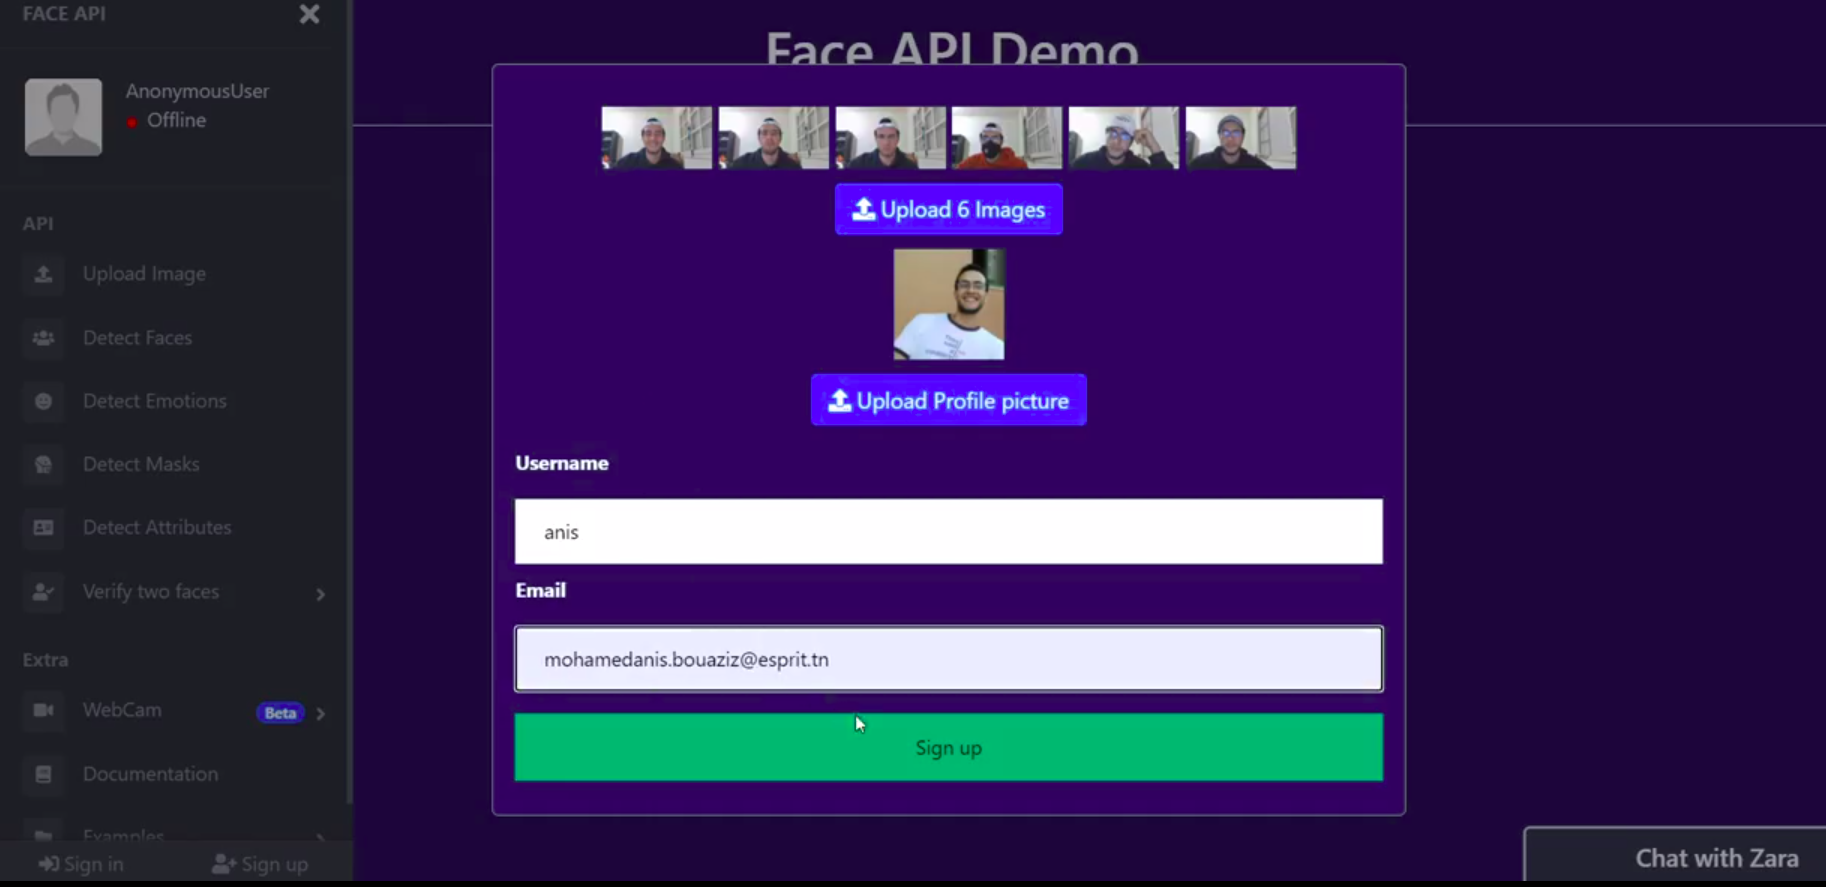 FACE API
AnonymousUser
Offline
API
Upload Image
Detect Faces
Detect Emotions
Detect Masks
Detect Attributes
Verify two faces
Extra
WebCam
Beta
Documentation
Examples
Sign in
Sign up
Face API Demo
Upload 6 Images
Upload Profile picture
Username
anis
Email
mohamedanis.bouaziz@esprit.tn
Sign up
Chat with Zara